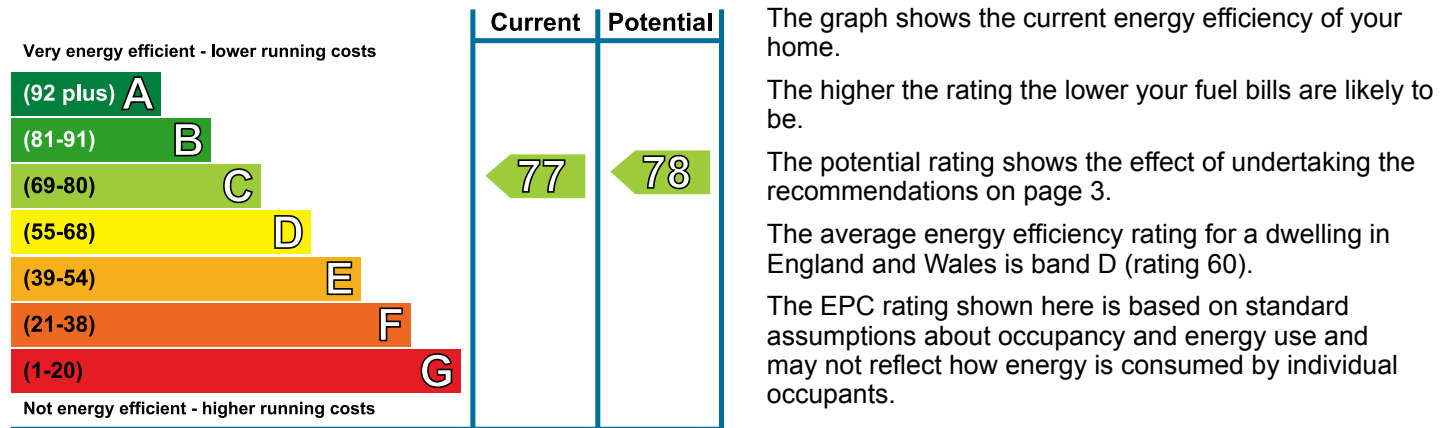 Current Potential
Very energy efficient - lower running costs
(92 plus) A
(81-91) B
(69-80) C
77 78
(55-68) D
(39-54) E
(21-38) F
(1-20) G
Not energy efficient - higher running costs
The graph shows the current energy efficiency of your
home.
The higher the rating the lower your fuel bills are likely to
be.
The potential rating shows the effect of undertaking the
recommendations on page 3.
The average energy efficiency rating for a dwelling in
England and Wales is band D (rating 60).
The EPC rating shown here is based on standard
assumptions about occupancy and energy use and
may not reflect how energy is consumed by individual
occupants.